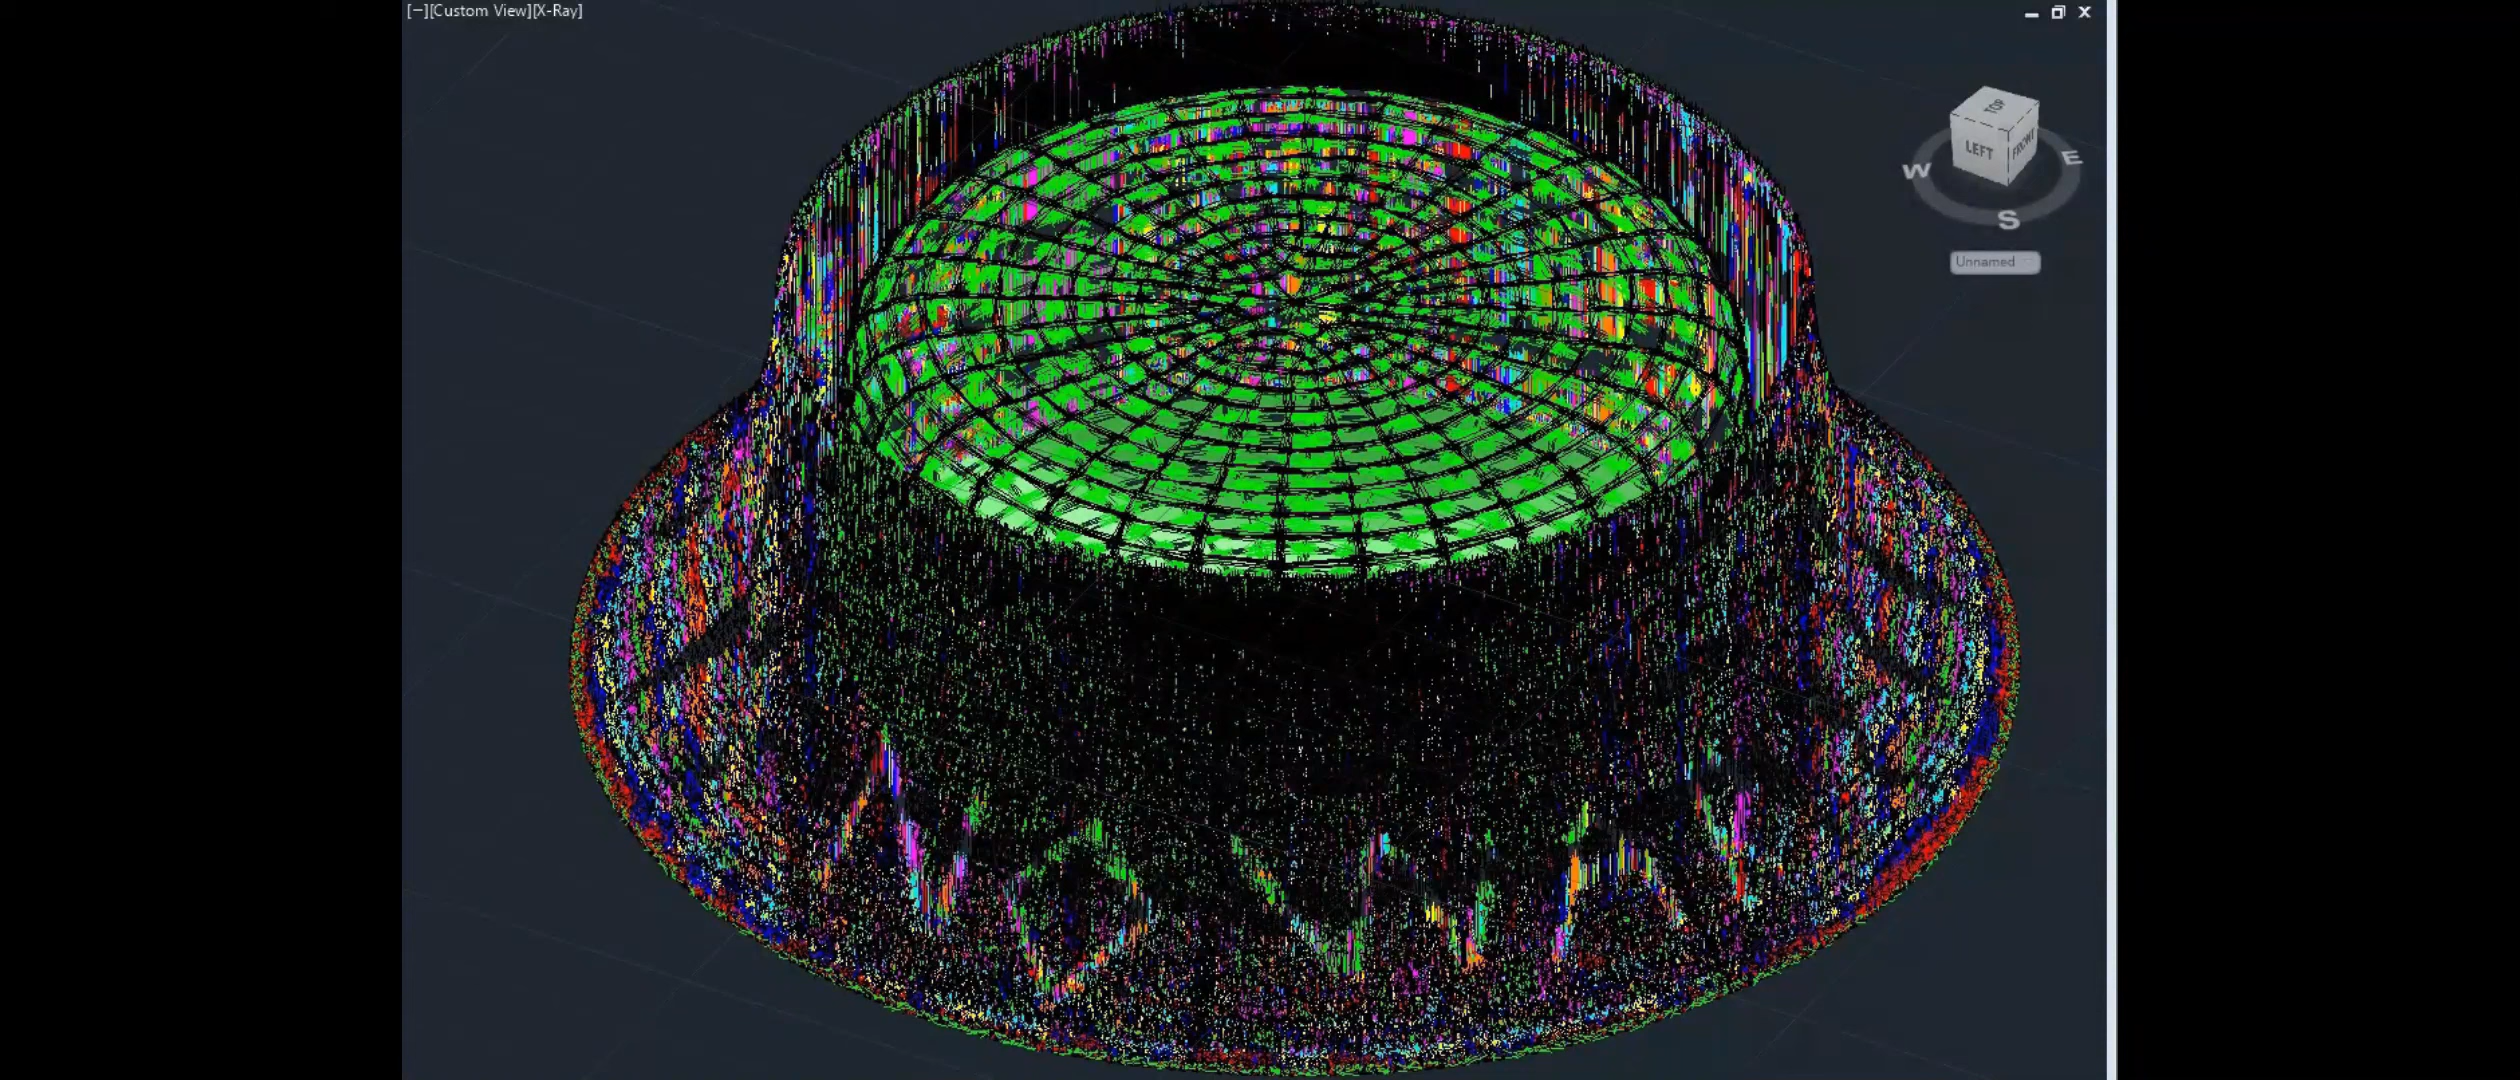 [−][Custom View][X-Ray]
TOP
LEFT
FRONT
W
E
S
Unnamed